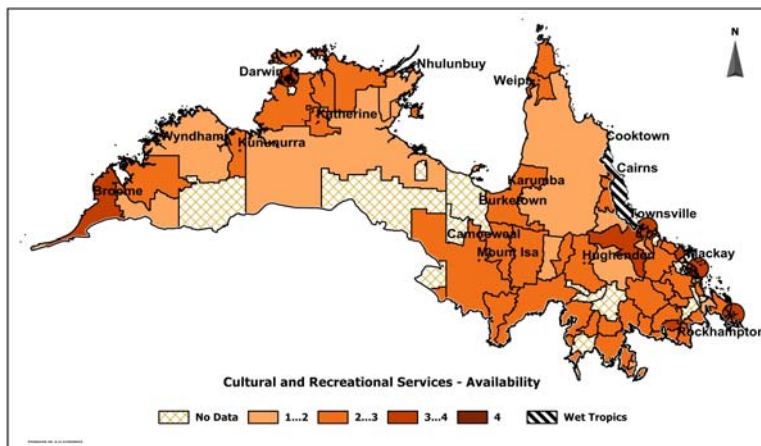 N
Darwin
Nhulunbuy
Weipa
Katherine
Wyndham
Kununurra
Cooktown
Cairns
Broome
Karumba
Burketown
Townsville
Camooweal
Mount Isa
Hughenden
Mackay
Rockhampton
Cultural and Recreational Services - Availability
No Data
1...2
2...3
3...4
4
Wet Tropics